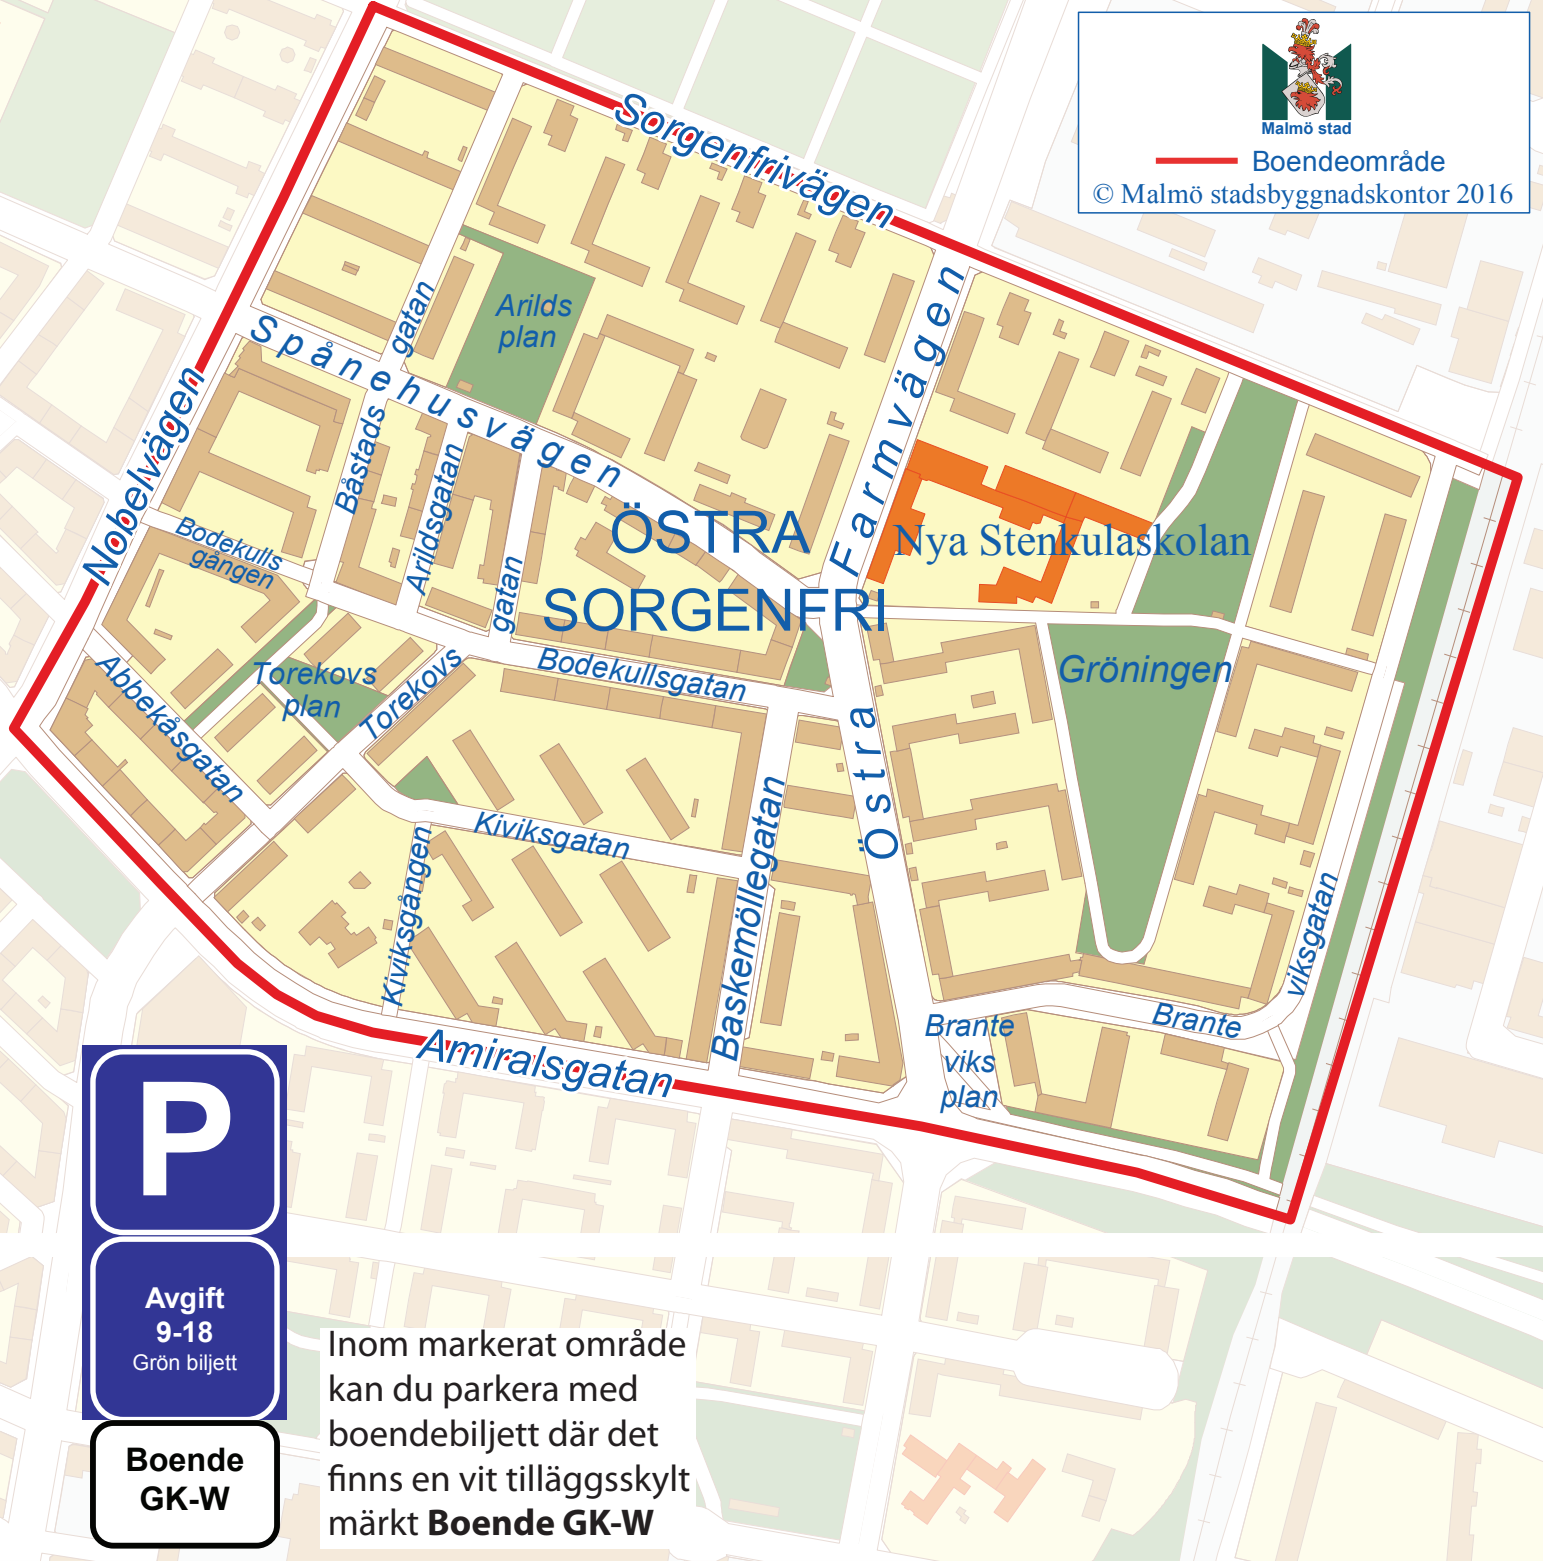 Malmö stad
Boendeområde
© Malmö stadsbyggnadskontor 2016
Sorgenfrivägen
Arilds
plan
gatan
Spånehusvägen
Nobelvägen
Båstads
Arildsgatan
gatan
Farmvägen
ÖSTRA
SORGENFRI
Nya Stenkulaskolan
Bodekulls
gången
Abbekåsgatan
Torekovs
plan
Torekovs
Bodekullsgatan
Gröningen
Östra
Kiviksgatan
Kiviksgången
Baskemöllegatan
viksgatan
Brante
Brante
viks
plan
Amiralsgatan
P
Avgift
9-18
Grön biljett
Boende
GK-W
Inom markerat område
kan du parkera med
boendebiljett där det
finns en vit tilläggsskylt
märkt Boende GK-W